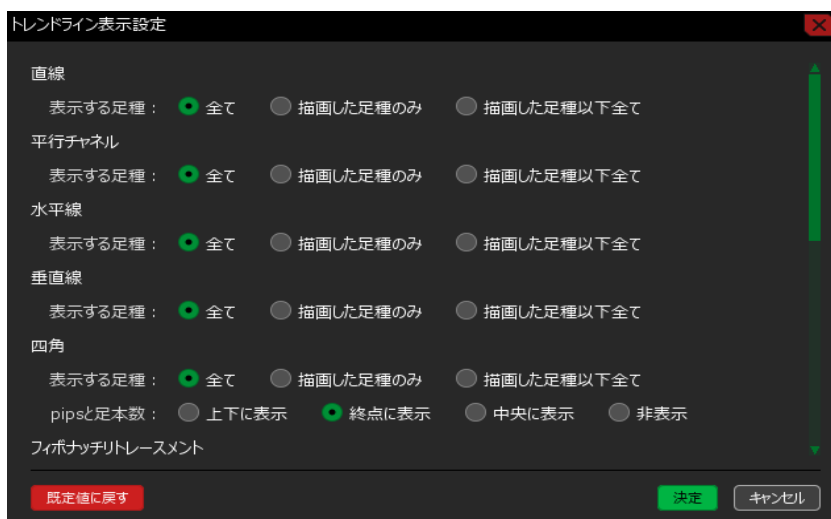 トレンドライン表示設定
直線
表示する足種： 全て 描画した足種のみ 描画した足種以下全て
平行チャネル
表示する足種： 全て 描画した足種のみ 描画した足種以下全て
水平線
表示する足種： 全て 描画した足種のみ 描画した足種以下全て
垂直線
表示する足種： 全て 描画した足種のみ 描画した足種以下全て
四角
表示する足種： 全て 描画した足種のみ 描画した足種以下全て
pipsと足本数： 上下に表示 終点に表示 中央に表示 非表示
フィボナッチリトレースメント
既定値に戻す 決定 キャンセル